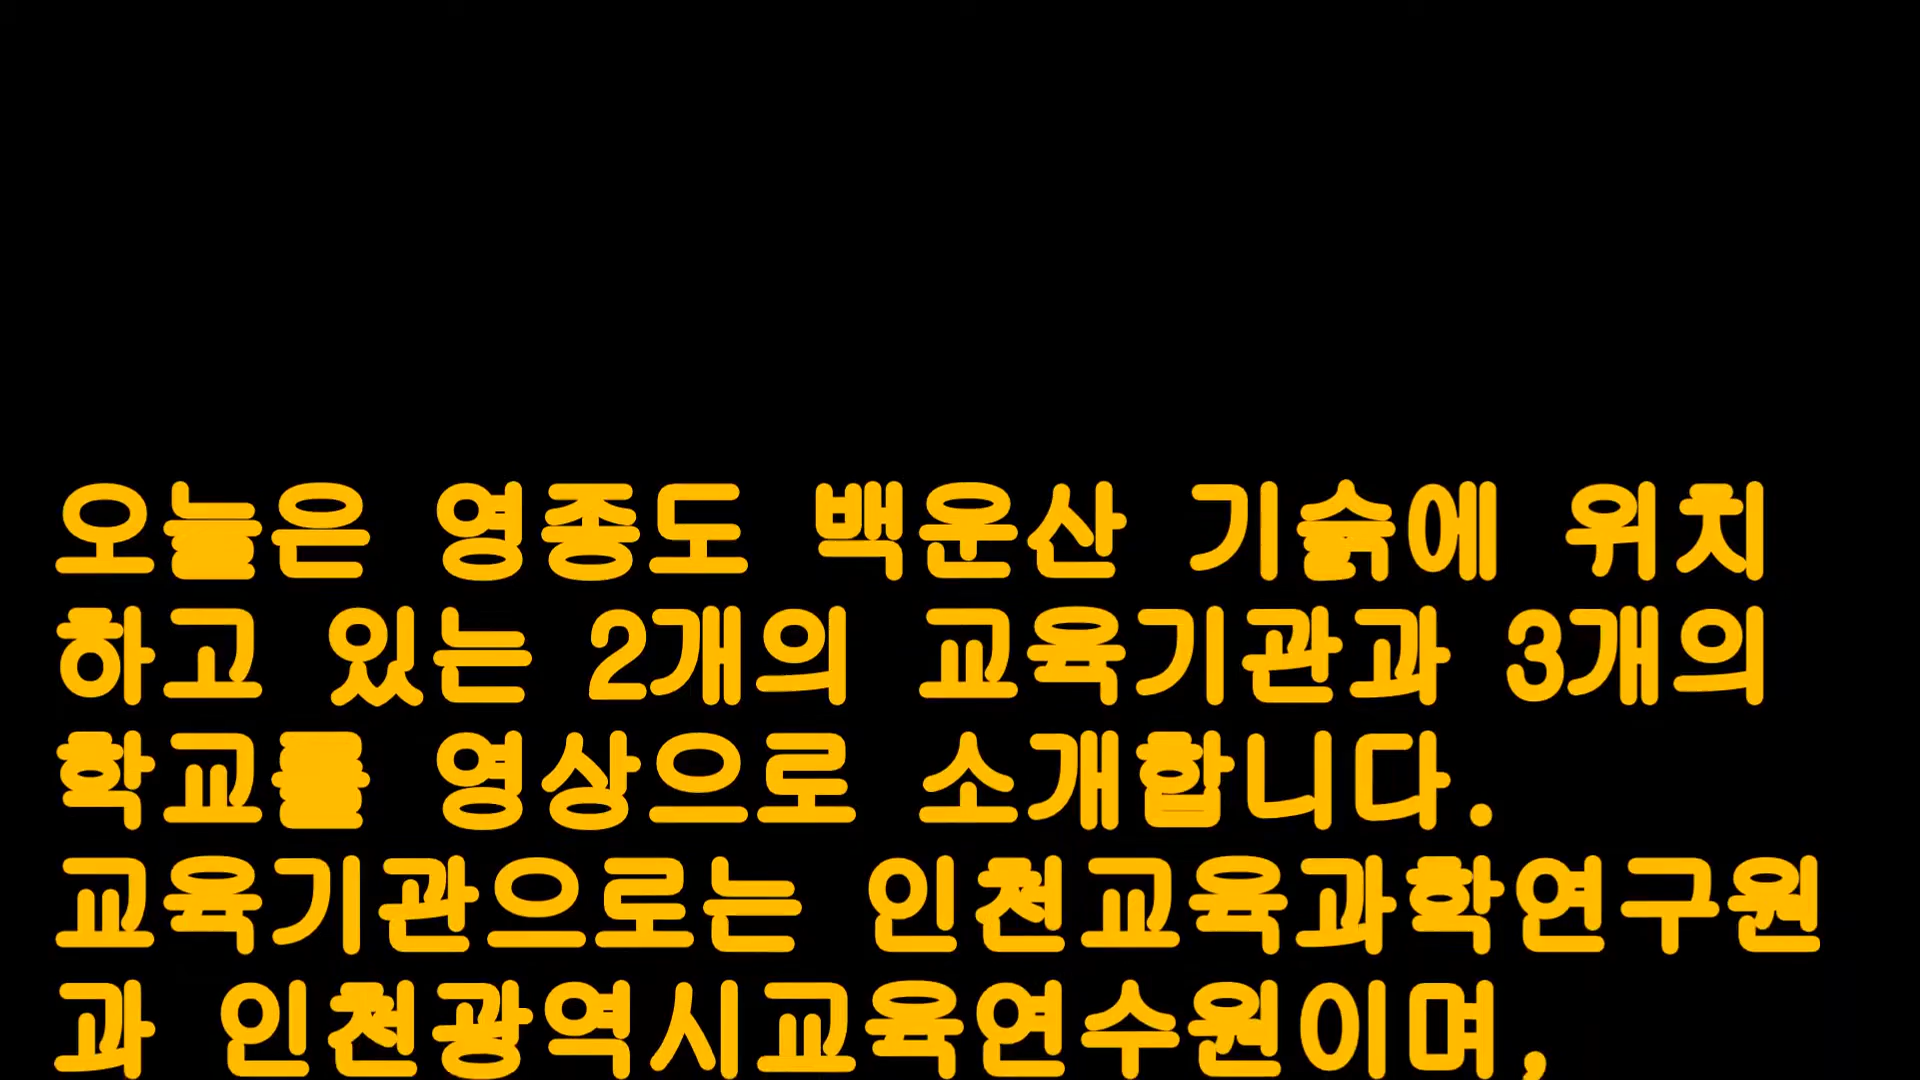 오늘은 영종도 백운산 기슭에 위치
하고 있는 2개의 교육기관과 3개의
학교를 영상으로 소개합니다.
교육기관으로는 인천교육과학연구원
과 인천광역시교육연수원이며,